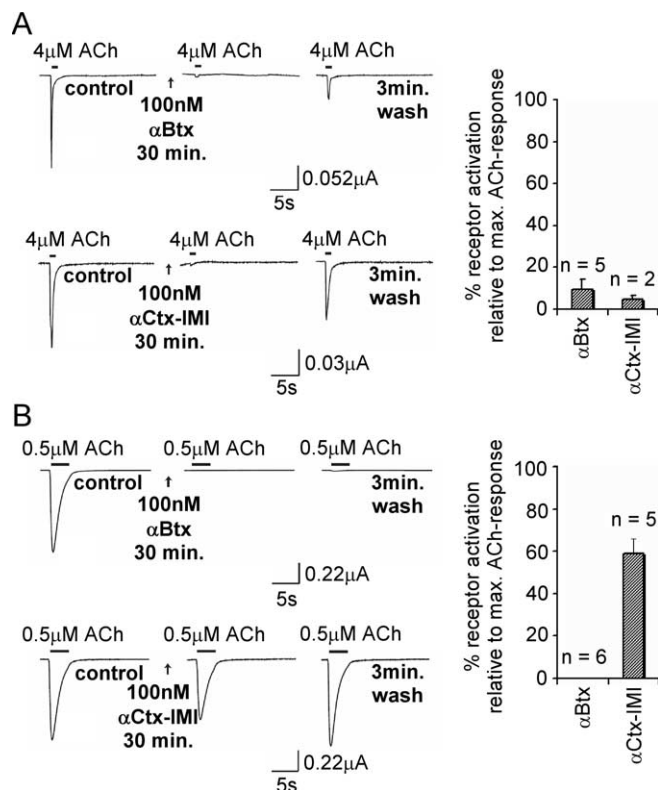 A
4µM ACh 4µM ACh 4µM ACh
control
100nM
αBtx
30 min.
3min.
wash
0.052µA
5s
4µM ACh 4µM ACh 4µM ACh
control
100nM
αCtx-IMI
30 min.
3min.
wash
0.03µA
5s
% receptor activation
relative to max. ACh-response
100
80
60
40
20
0
n = 5
n = 2
αBtx
αCtx-IMI
B
0.5µM ACh 0.5µM ACh 0.5µM ACh
control
100nM
αBtx
30 min.
3min.
wash
0.22µA
5s
0.5µM ACh 0.5µM ACh 0.5µM ACh
control
100nM
αCtx-IMI
30 min.
3min.
wash
0.22µA
5s
% receptor activation
relative to max. ACh-response
100
80
60
40
20
0
n = 5
n = 6
αBtx
αCtx-IMI